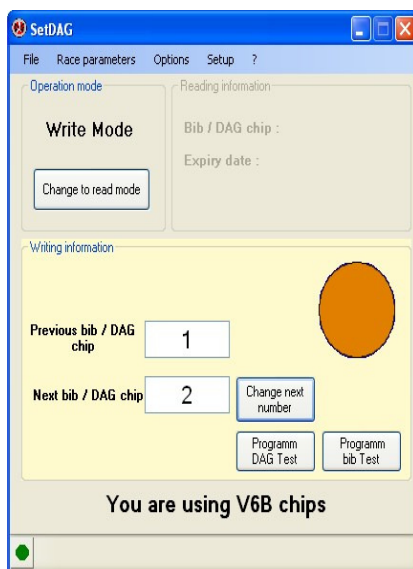 SetDAG
File Race parameters Options Setup ?
Operation mode
Write Mode
Change to read mode
Reading information
Bib / DAG chip :
Expiry date :
Writing information
Previous bib / DAG
chip
1
Next bib / DAG chip
2
Change next
number
Programm
DAG Test
Programm
bib Test
You are using V6B chips